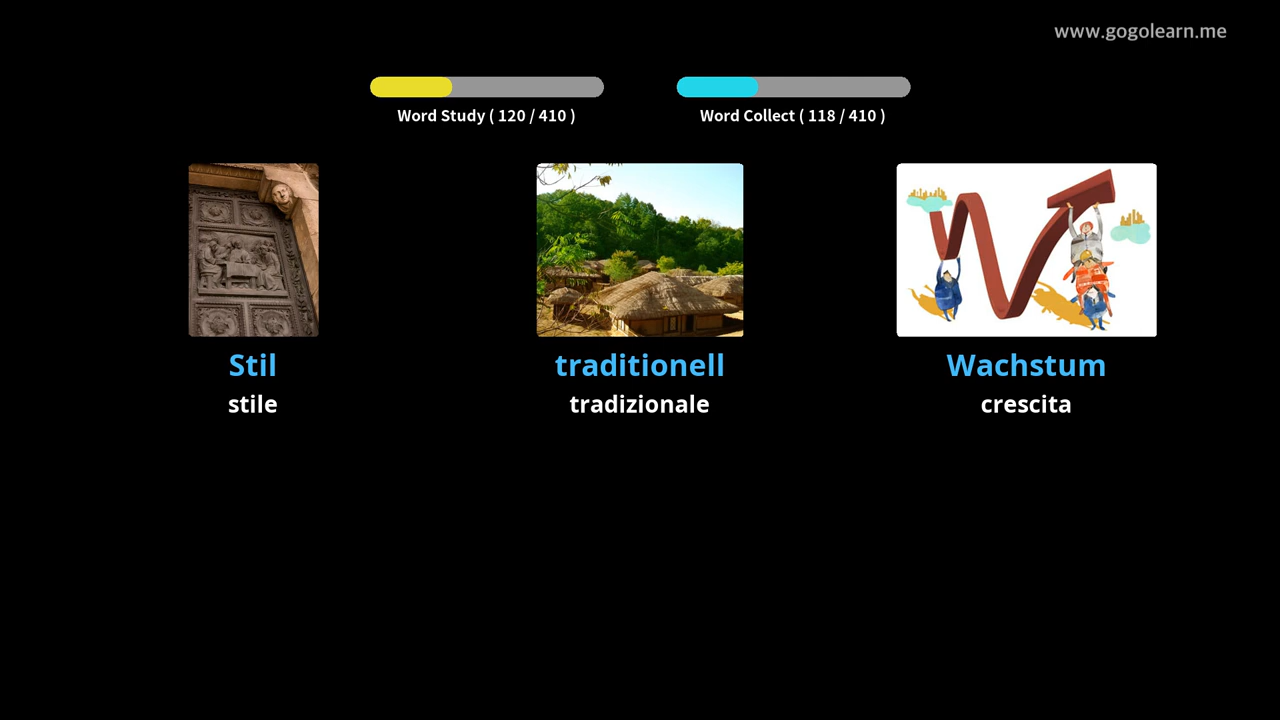 www.gogolearn.me
Word Study ( 120 / 410 )
Word Collect ( 118 / 410 )
Stil
stile
traditionell
tradizionale
Wachstum
crescita